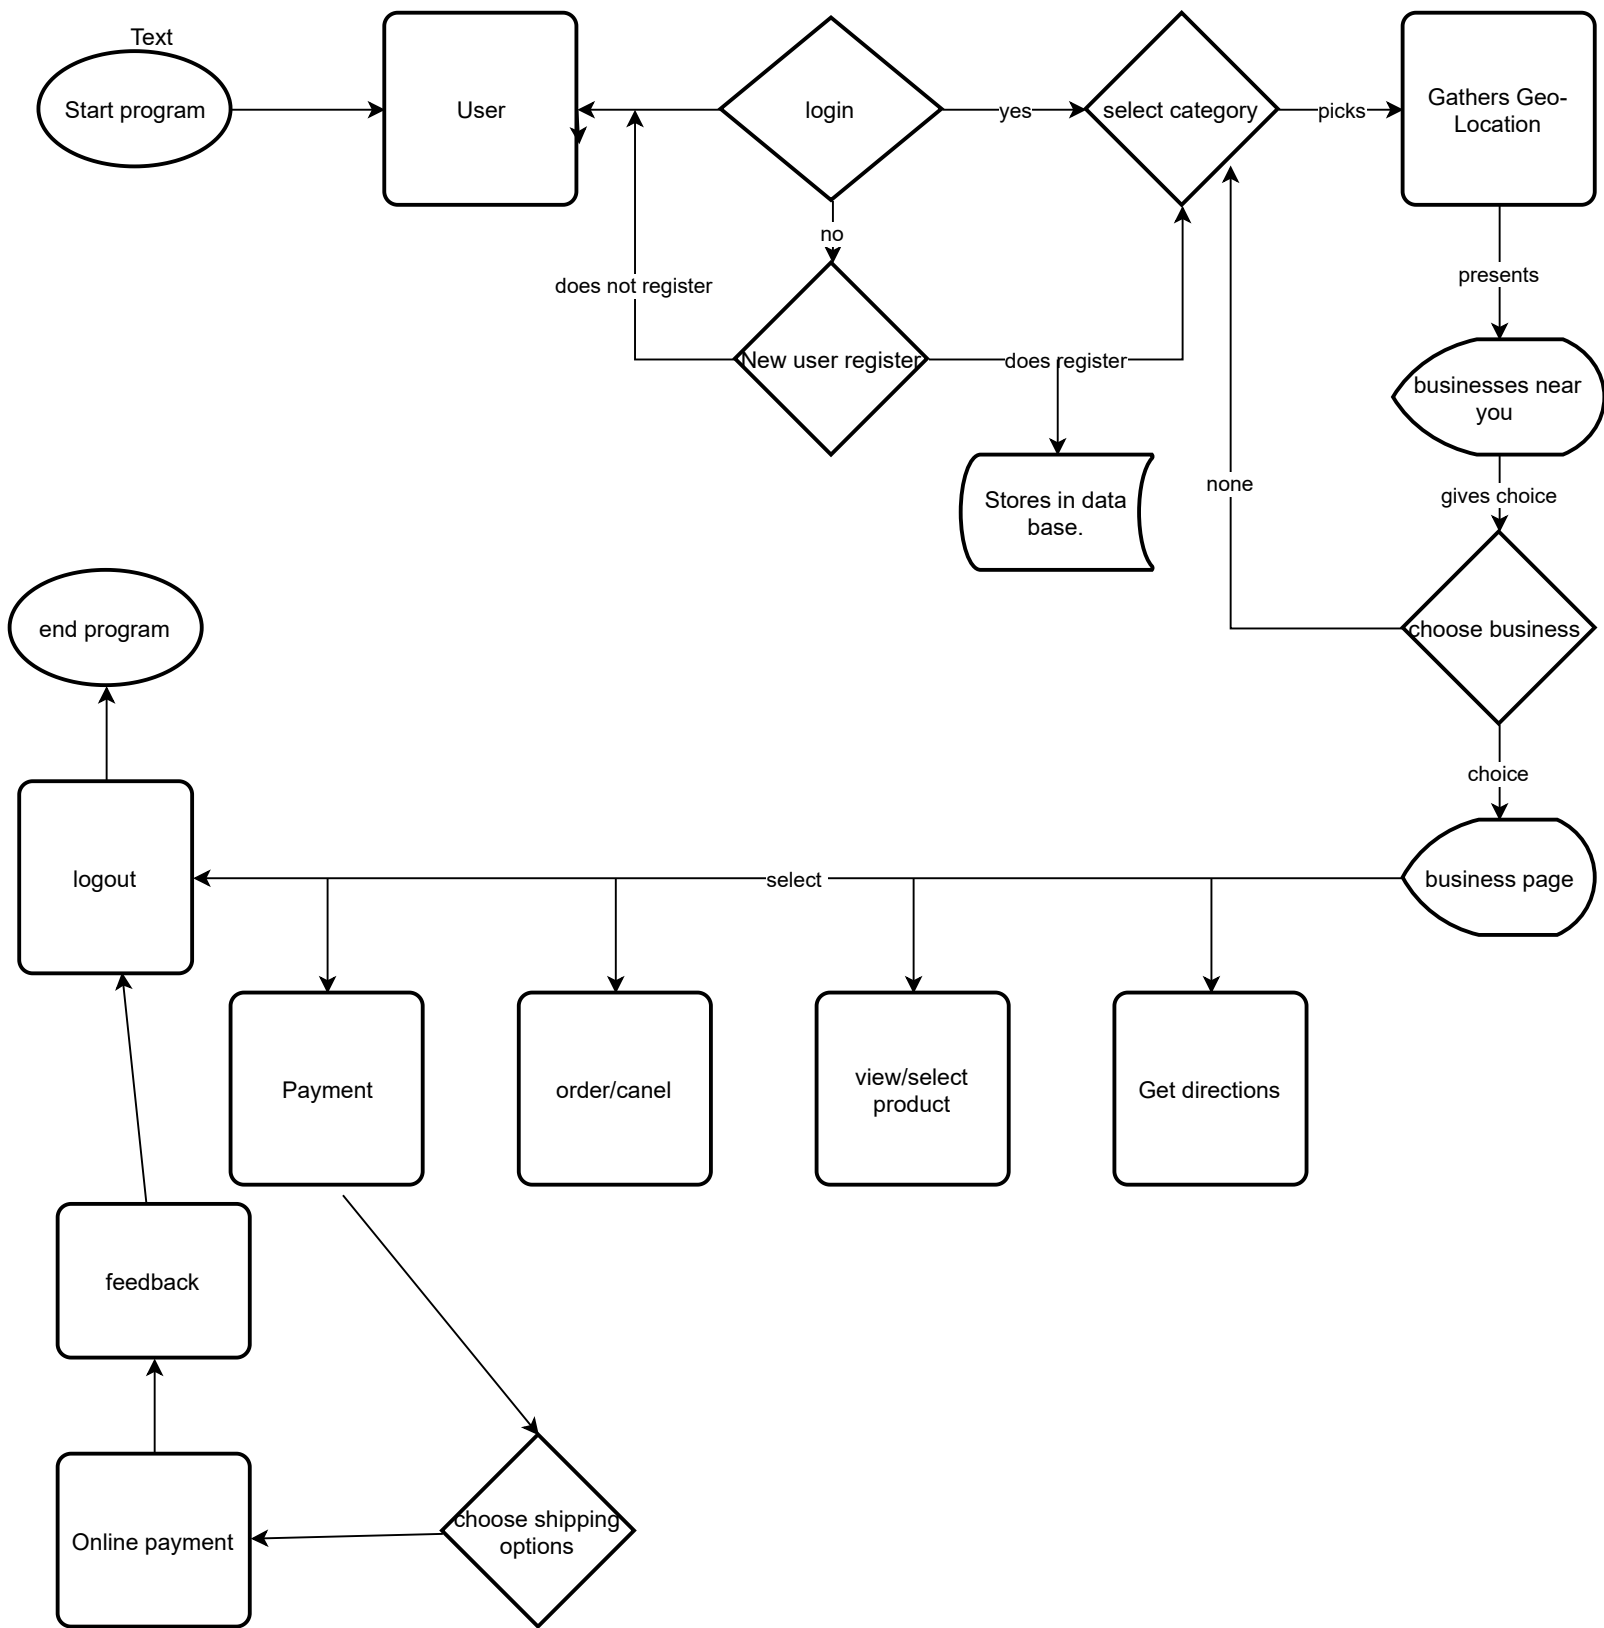 Text
Start program
User
login
yes
select category
picks
Gathers Geo-
Location
no
does not register
presents
New user register
does register
businesses near
you
none
gives choice
Stores in data
base.
end program
choose business
choice
logout
select
business page
Payment
order/canel
view/select
product
Get directions
feedback
Online payment
choose shipping
options